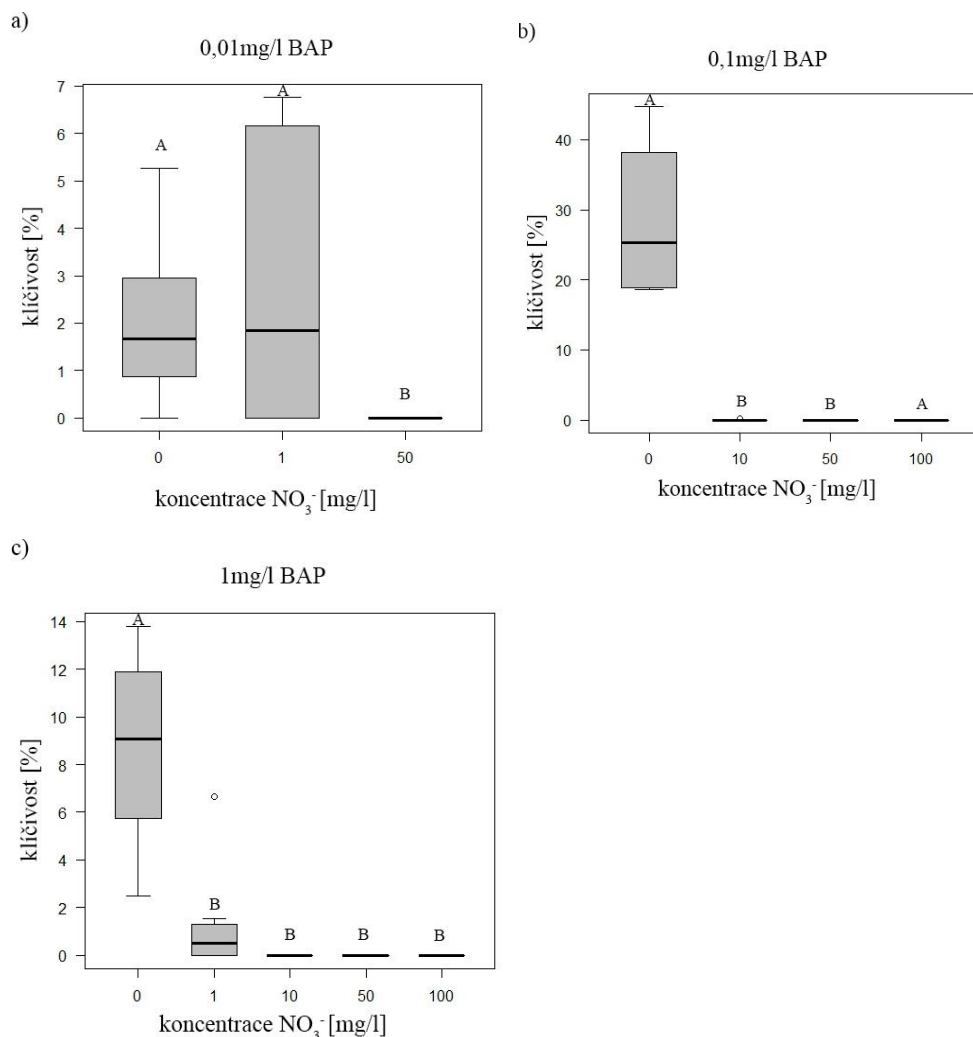 a)
0,01mg/l BAP
klíčivost [%]
7
6
5
4
3
2
1
0
A
A
B
0
1
50
koncentrace NO₃⁻ [mg/l]
b)
0,1mg/l BAP
klíčivost [%]
40
30
20
10
0
A
B
B
A
0
10
50
100
koncentrace NO₃⁻ [mg/l]
c)
1mg/l BAP
klíčivost [%]
14
12
10
8
6
4
2
0
A
B
B
B
B
0
1
10
50
100
koncentrace NO₃⁻ [mg/l]